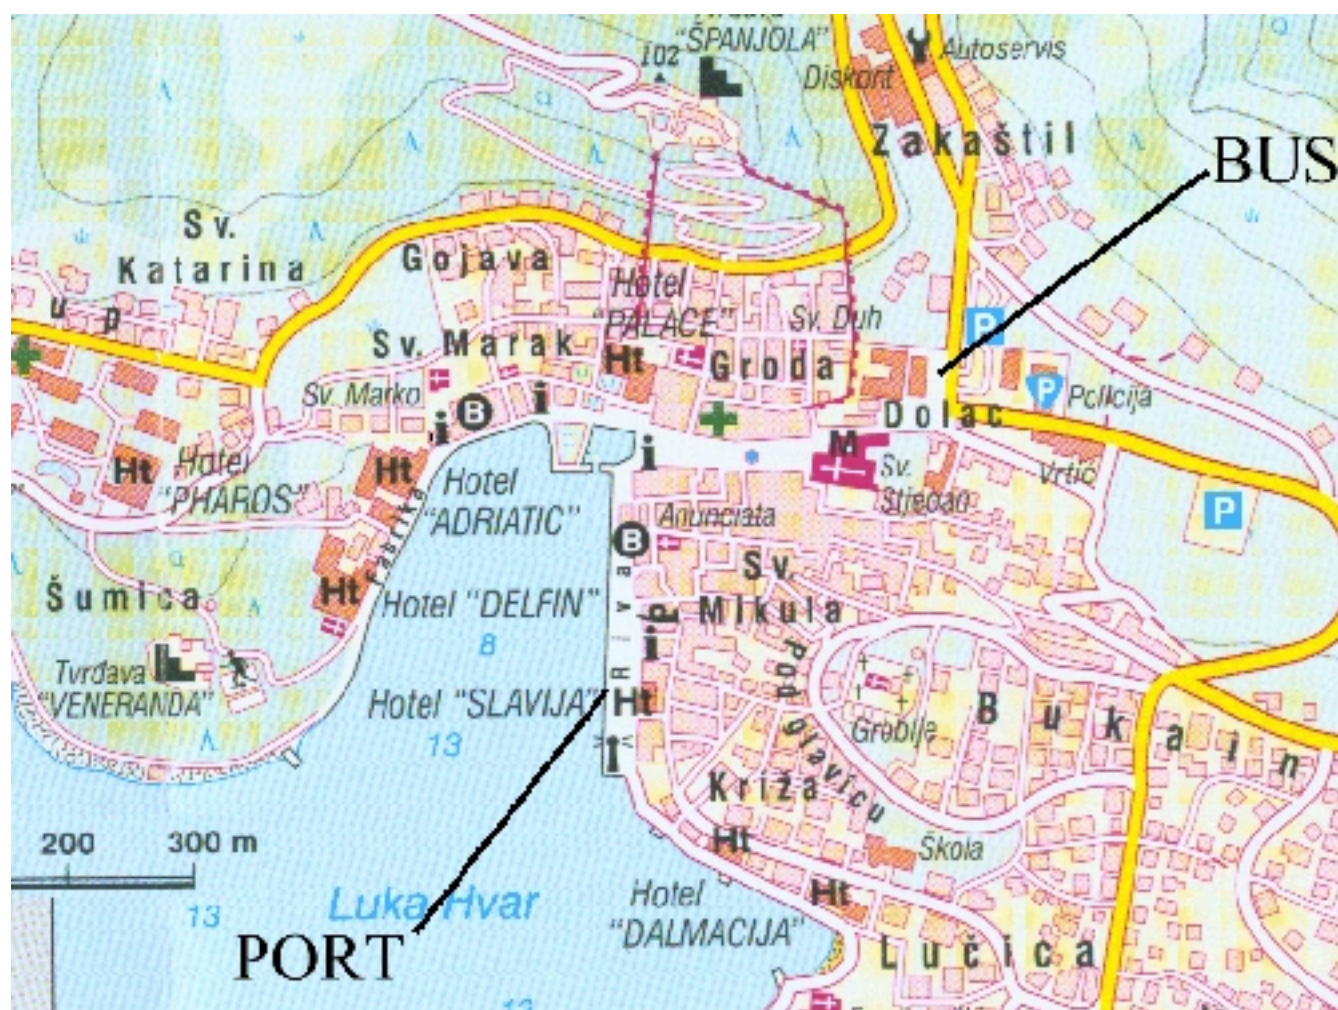 "ŠPANJOLA"
102
Diskont
Autoservis
Zakaštil
BUS
Sv.
Katarina
Gojava
Hotel
"PALACE"
Sv. Duh
P
up
Sv. Marak
Ht
Groda
Sv. Marko
i
B
i
P
Policija
Dolac
M
Ht
Hotel
"PHAROS"
Ht
i
Hotel
"ADRIATIC"
Sv.
Stjepan
Vrtić
P
Fabrika
Anunciata
B
Sv.
Mikula
Šumica
Ht
Hotel "DELFIN"
8
P
i
Riva
Pod glavicu
Tvrđava
"VENERANDA"
Hotel "SLAVIJA"
Ht
Groblje
Bukain
13
Križa
200
300 m
Ht
Škola
Luka Hvar
13
Hotel
"DALMACIJA"
Ht
PORT
Lučica